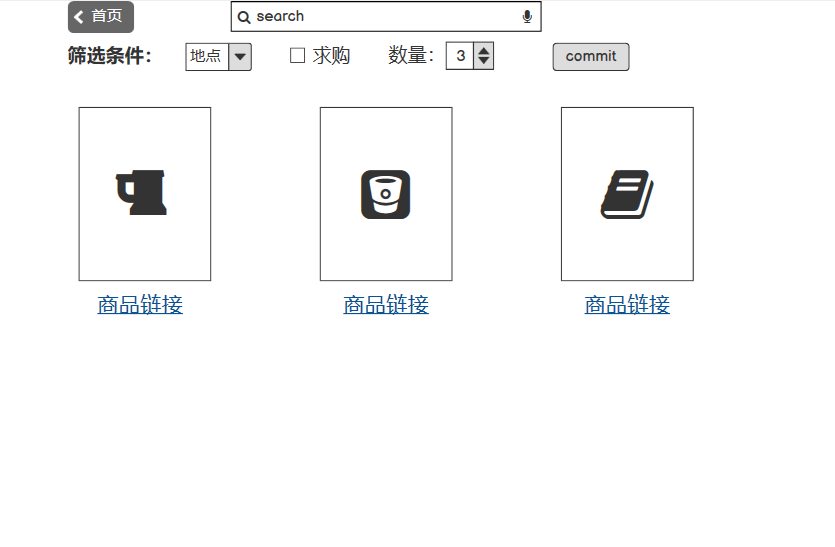 首页
search
筛选条件：
地点
求购
数量：
3
commit
商品链接
商品链接
商品链接